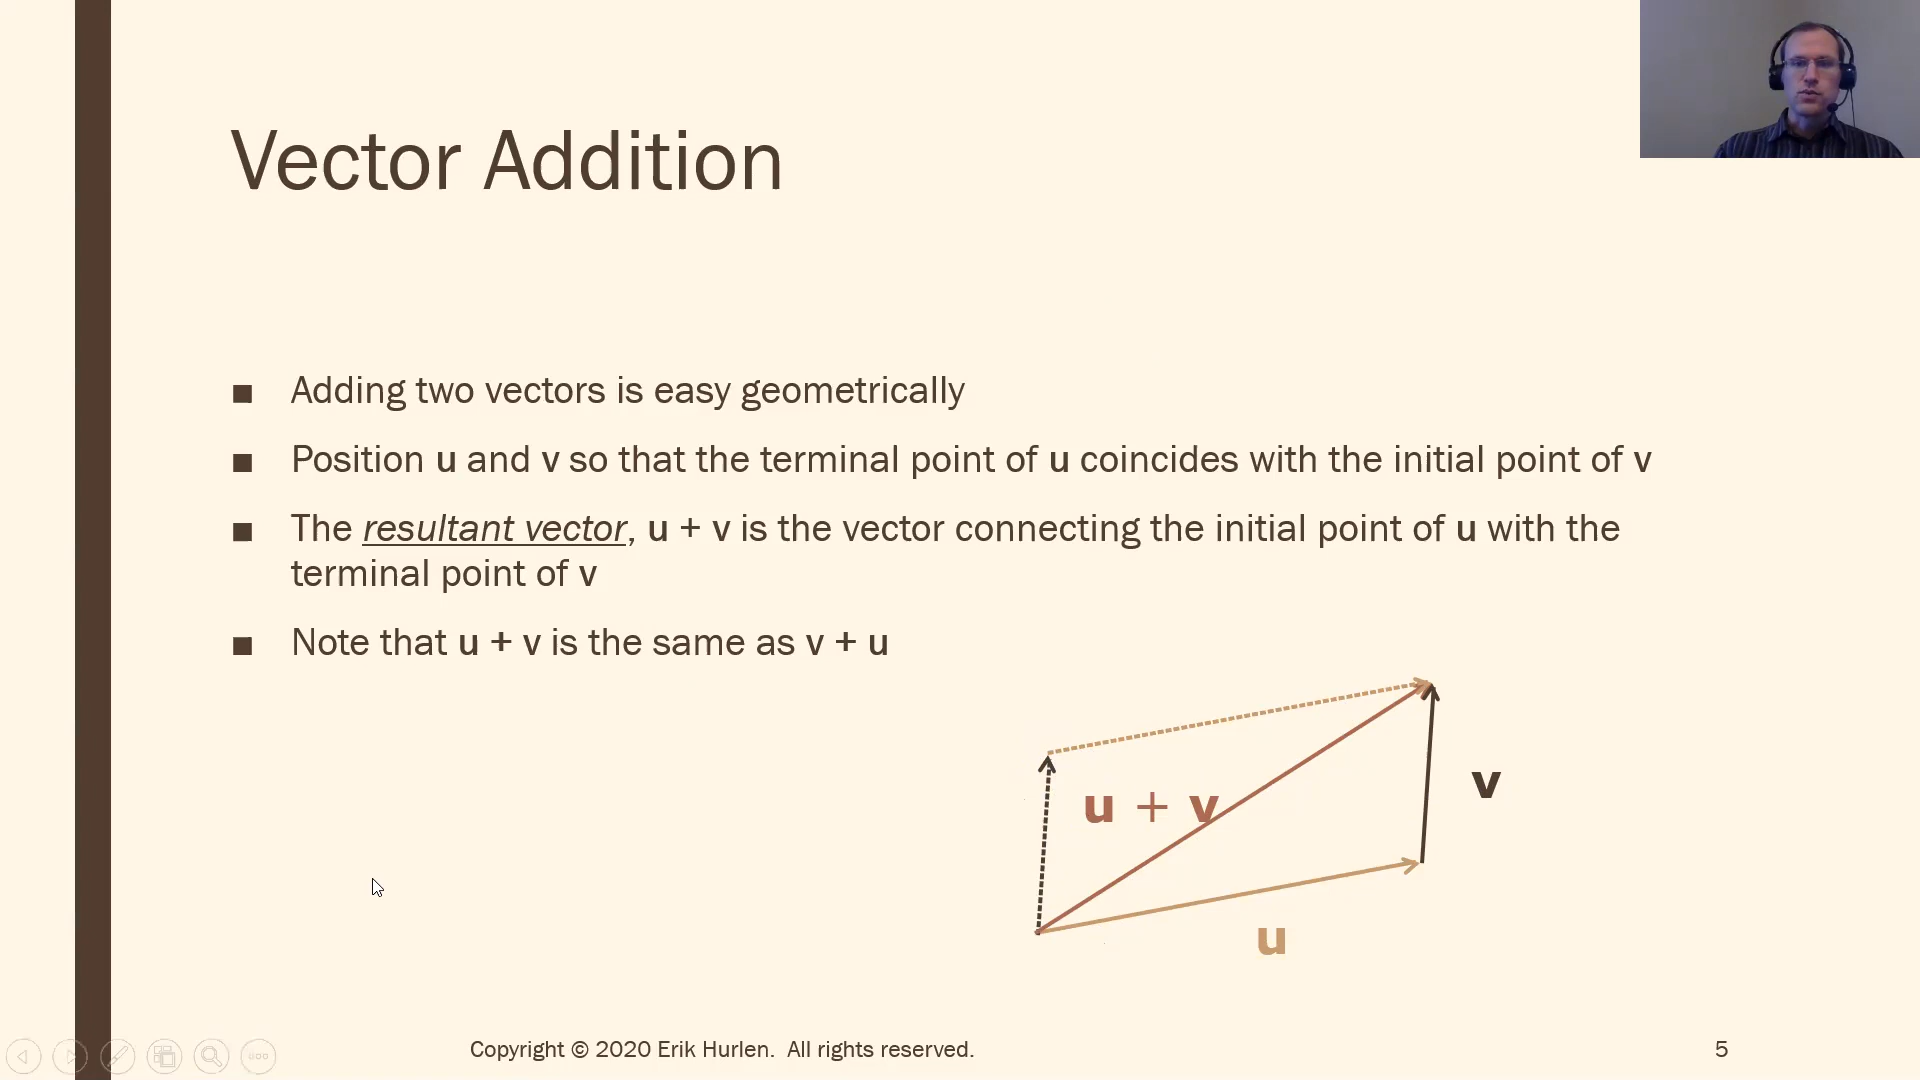 Vector Addition
■ Adding two vectors is easy geometrically
■ Position u and v so that the terminal point of u coincides with the initial point of v
■ The resultant vector, u + v is the vector connecting the initial point of u with the
terminal point of v
■ Note that u + v is the same as v + u
u + v
v
u
Copyright © 2020 Erik Hurlen.  All rights reserved.
5